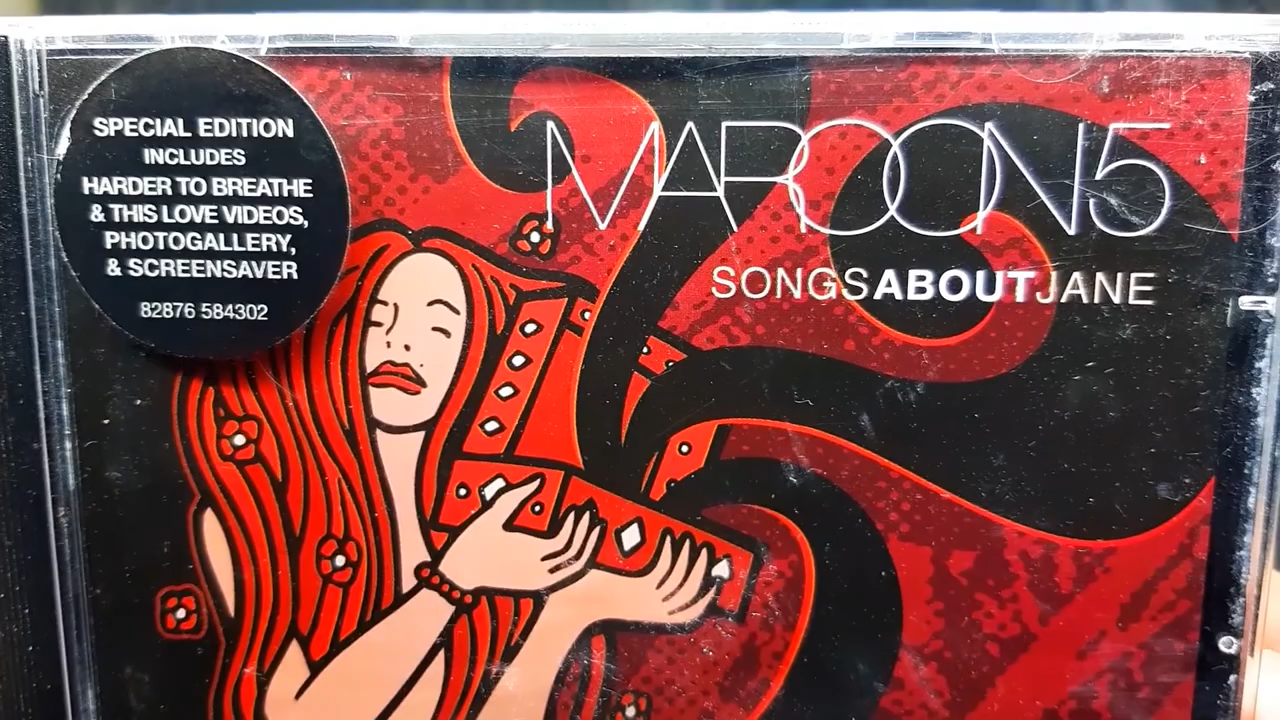 SPECIAL EDITION
INCLUDES
HARDER TO BREATHE
& THIS LOVE VIDEOS,
PHOTOGALLERY,
& SCREENSAVER
82876 584302
MAROON5
SONGSABOUTJANE